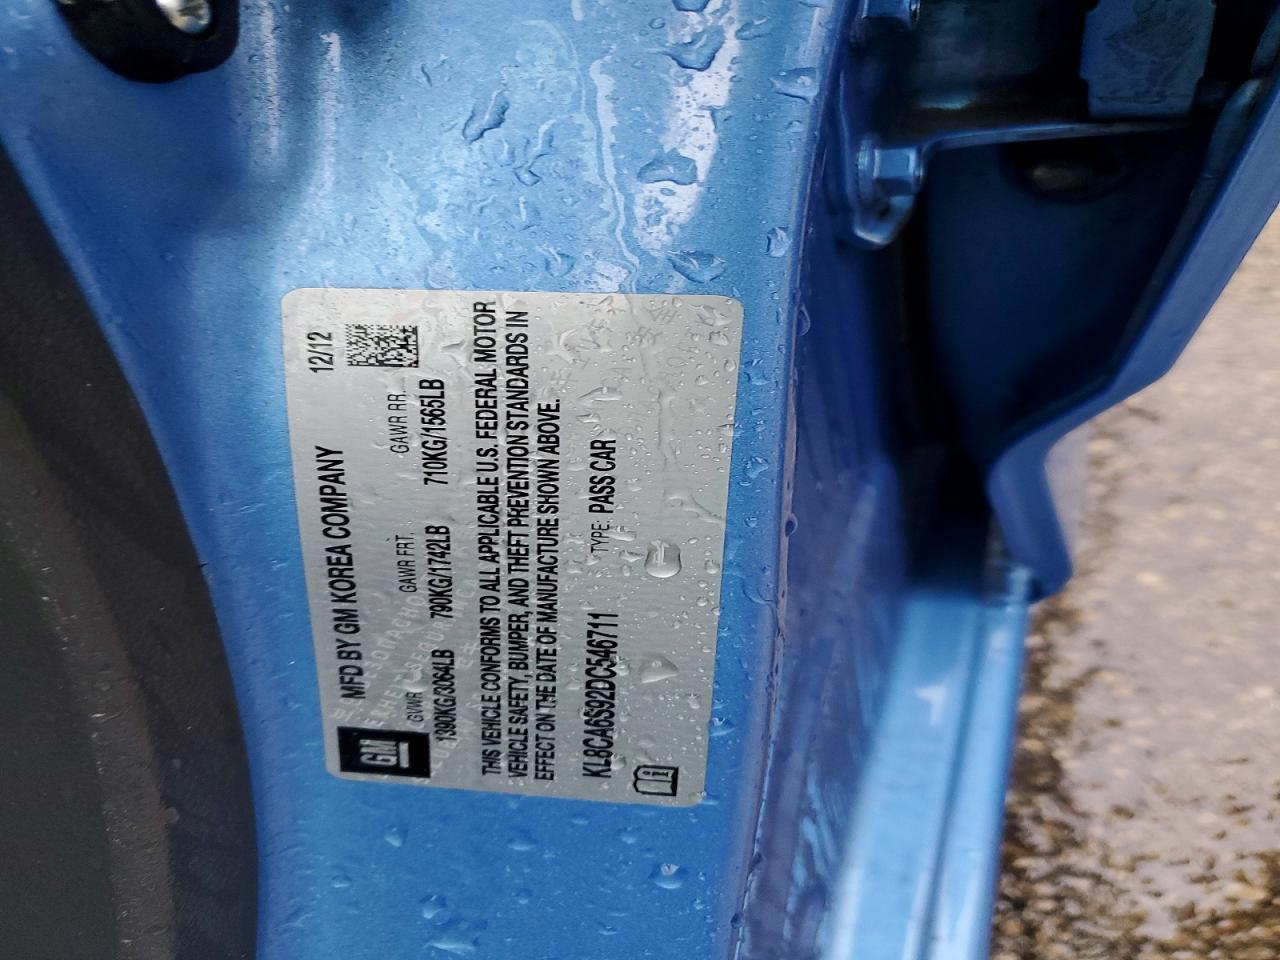 MFD BY GM KOREA COMPANY 12/12
GM
GVWR GAWR FRT. GAWR RR.
1390KG/3064LB 790KG/1742LB 710KG/1565LB
THIS VEHICLE CONFORMS TO ALL APPLICABLE U.S. FEDERAL MOTOR
VEHICLE SAFETY, BUMPER, AND THEFT PREVENTION STANDARDS IN
EFFECT ON THE DATE OF MANUFACTURE SHOWN ABOVE.
KL8CA6S92DC546711 TYPE: PASS CAR